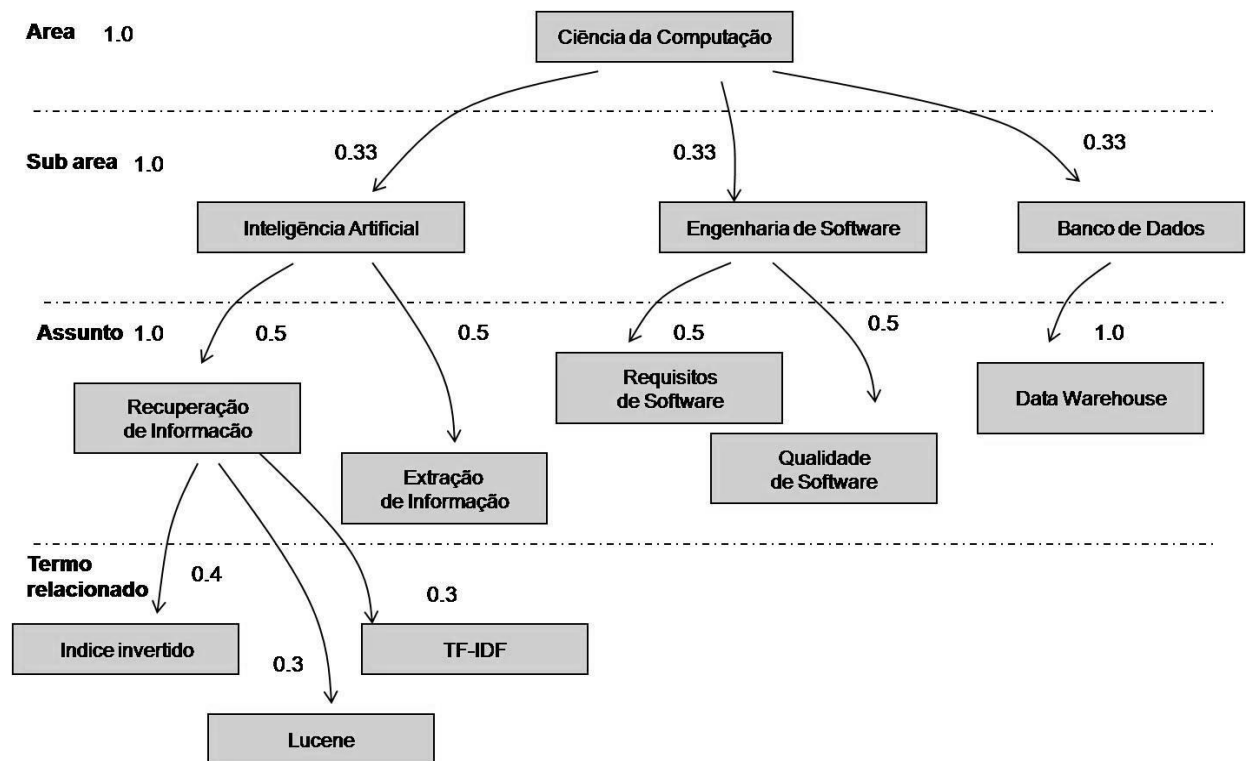 Area 1.0
Ciência da Computação
Sub area 1.0
0.33
0.33
0.33
Inteligência Artificial
Engenharia de Software
Banco de Dados
Assunto 1.0
0.5
0.5
0.5
0.5
1.0
Recuperação
de Informacão
Requisitos
de Software
Data Warehouse
Extração
de Informação
Qualidade
de Software
Termo
relacionado
0.4
0.3
Indice invertido
0.3
TF-IDF
Lucene